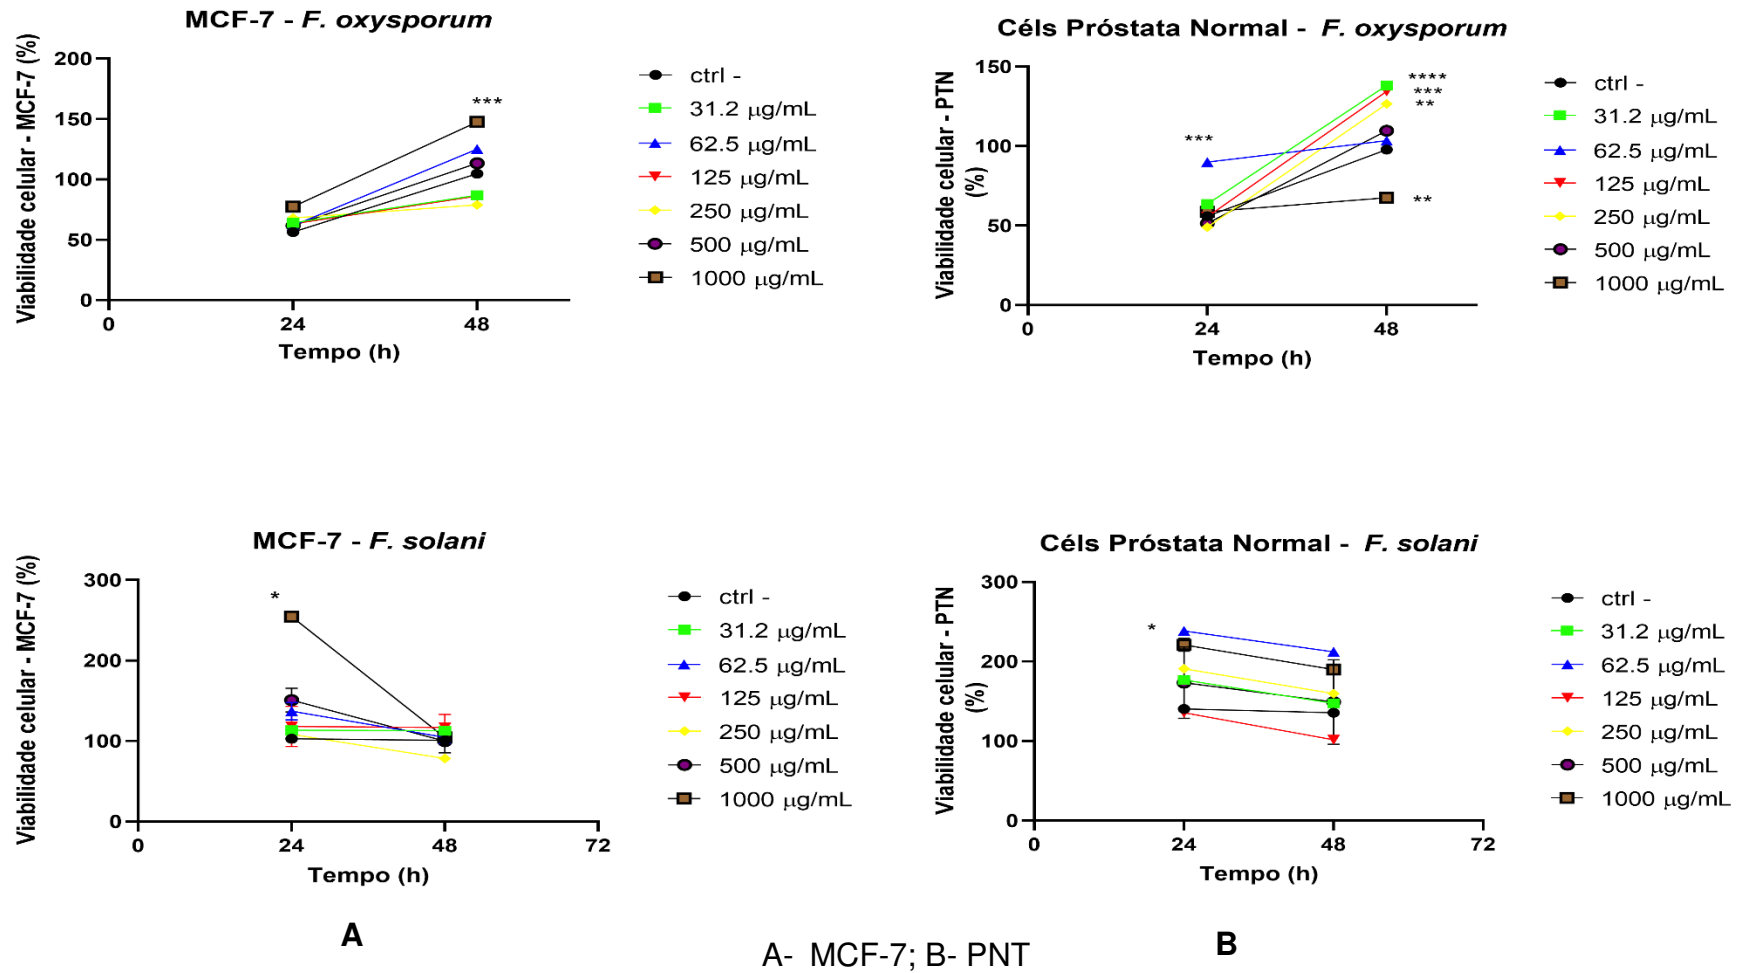 MCF-7 - F. oxysporum
Viabilidade celular - MCF-7 (%)
200
150
100
50
0
0
24
48
Tempo (h)
***
ctrl -
31.2 µg/mL
62.5 µg/mL
125 µg/mL
250 µg/mL
500 µg/mL
1000 µg/mL
Céls Próstata Normal - F. oxysporum
Viabilidade celular - PTN
(%)
150
100
50
0
0
24
48
Tempo (h)
***
****
***
**
**
ctrl -
31.2 µg/mL
62.5 µg/mL
125 µg/mL
250 µg/mL
500 µg/mL
1000 µg/mL
MCF-7 - F. solani
Viabilidade celular - MCF-7 (%)
300
200
100
0
0
24
48
72
Tempo (h)
*
ctrl -
31.2 µg/mL
62.5 µg/mL
125 µg/mL
250 µg/mL
500 µg/mL
1000 µg/mL
Céls Próstata Normal - F. solani
Viabilidade celular - PTN
(%)
300
200
100
0
0
24
48
72
Tempo (h)
*
ctrl -
31.2 µg/mL
62.5 µg/mL
125 µg/mL
250 µg/mL
500 µg/mL
1000 µg/mL
A
B
A- MCF-7; B- PNT